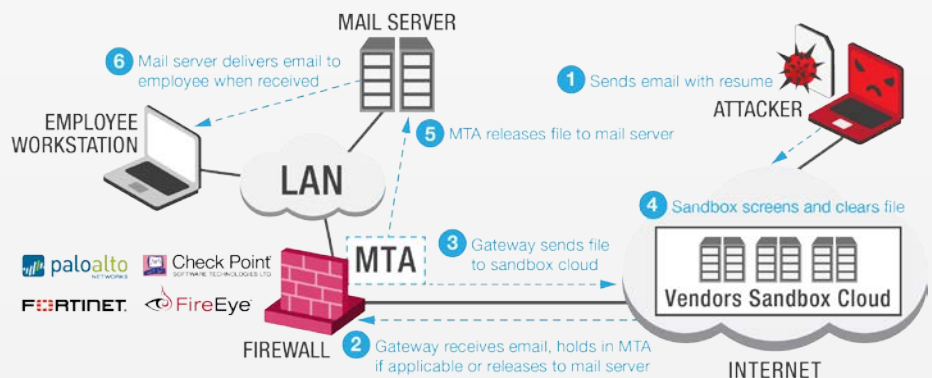 MAIL SERVER
6 Mail server delivers email to
employee when received
1 Sends email with resume
ATTACKER
EMPLOYEE
WORKSTATION
5 MTA releases file to mail server
LAN
4 Sandbox screens and clears file
MTA
3 Gateway sends file
to sandbox cloud
Vendors Sandbox Cloud
paloalto
NETWORKS
Check Point
SOFTWARE TECHNOLOGIES LTD.
FORTINET.
FireEye
FIREWALL
2 Gateway receives email, holds in MTA
if applicable or releases to mail server
INTERNET